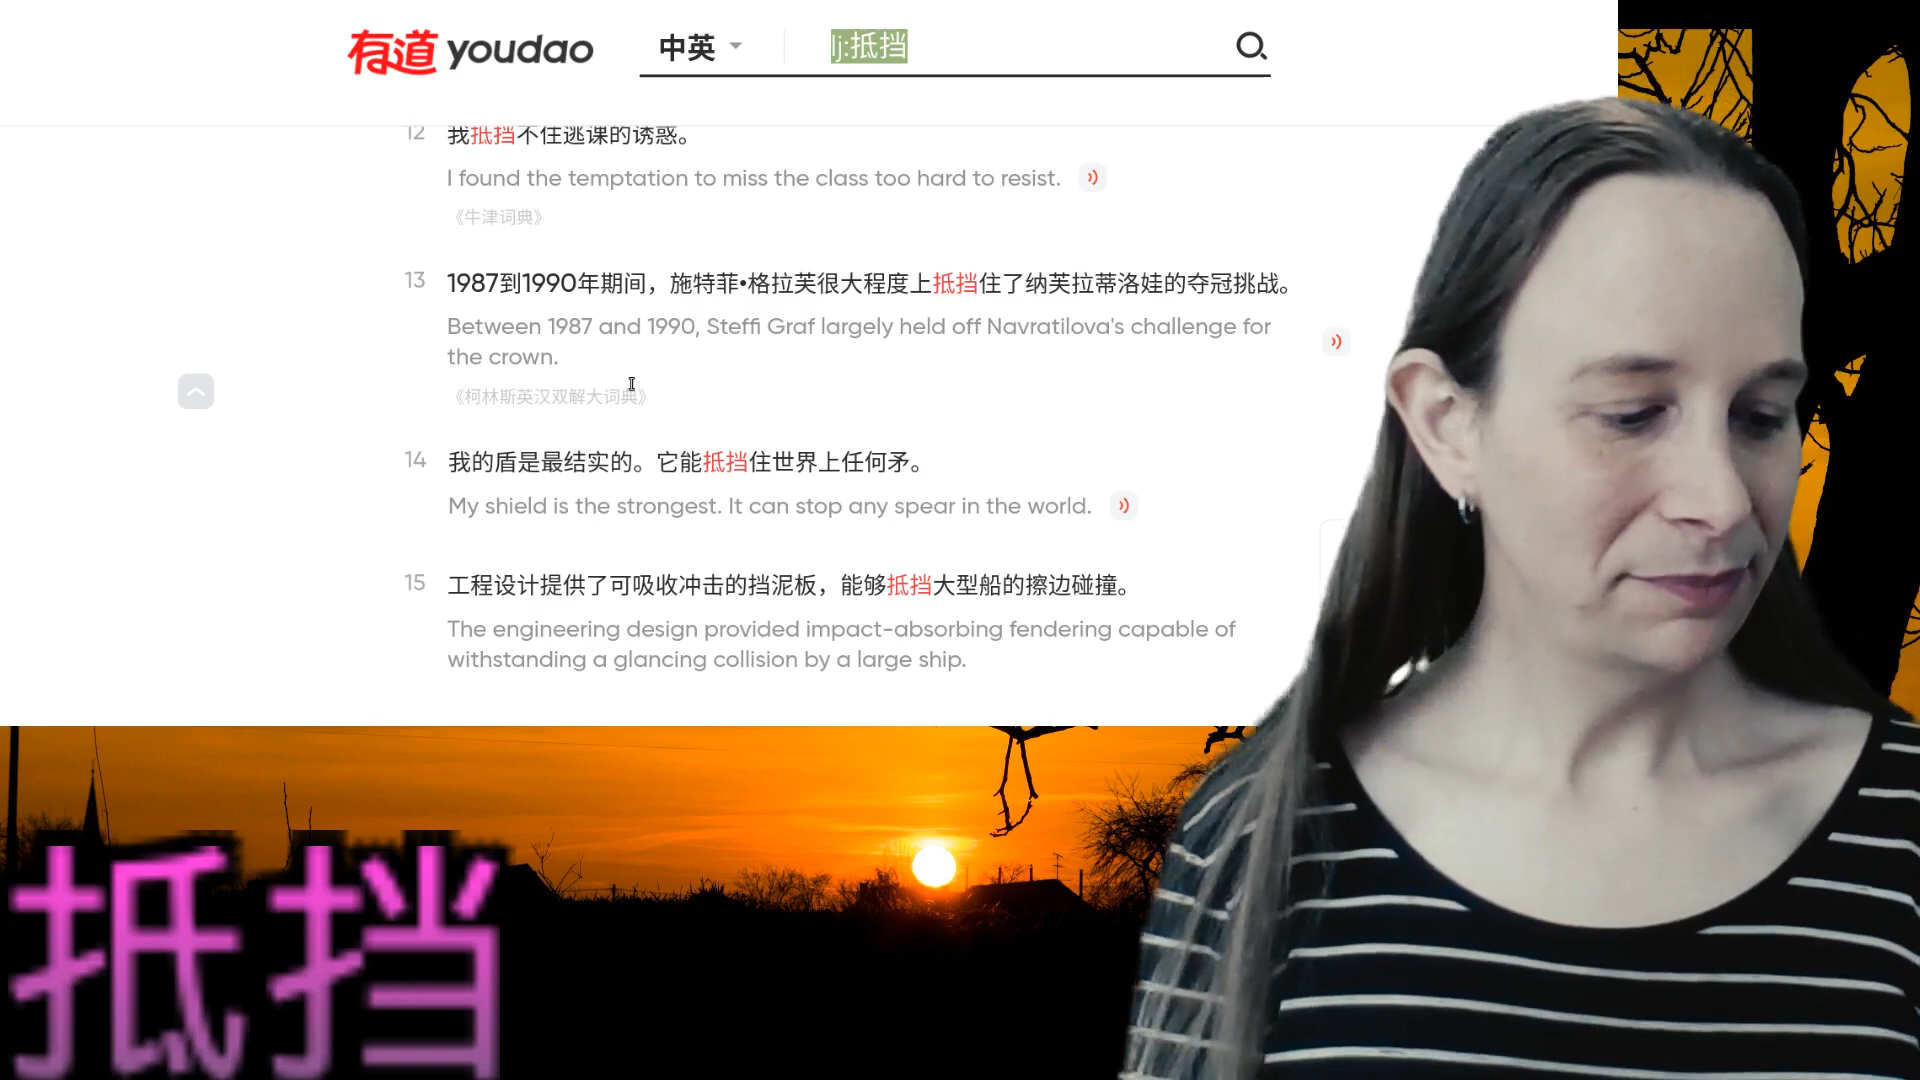 有道 youdao
中英
lj:抵挡
12 我抵挡不住逃课的诱惑。
I found the temptation to miss the class too hard to resist.
《牛津词典》
13 1987到1990年期间，施特菲•格拉芙很大程度上抵挡住了纳芙拉蒂洛娃的夺冠挑战。
Between 1987 and 1990, Steffi Graf largely held off Navratilova's challenge for
the crown.
《柯林斯英汉双解大词典》
14 我的盾是最结实的。它能抵挡住世界上任何矛。
My shield is the strongest. It can stop any spear in the world.
15 工程设计提供了可吸收冲击的挡泥板，能够抵挡大型船的擦边碰撞。
The engineering design provided impact-absorbing fendering capable of
withstanding a glancing collision by a large ship.
抵挡